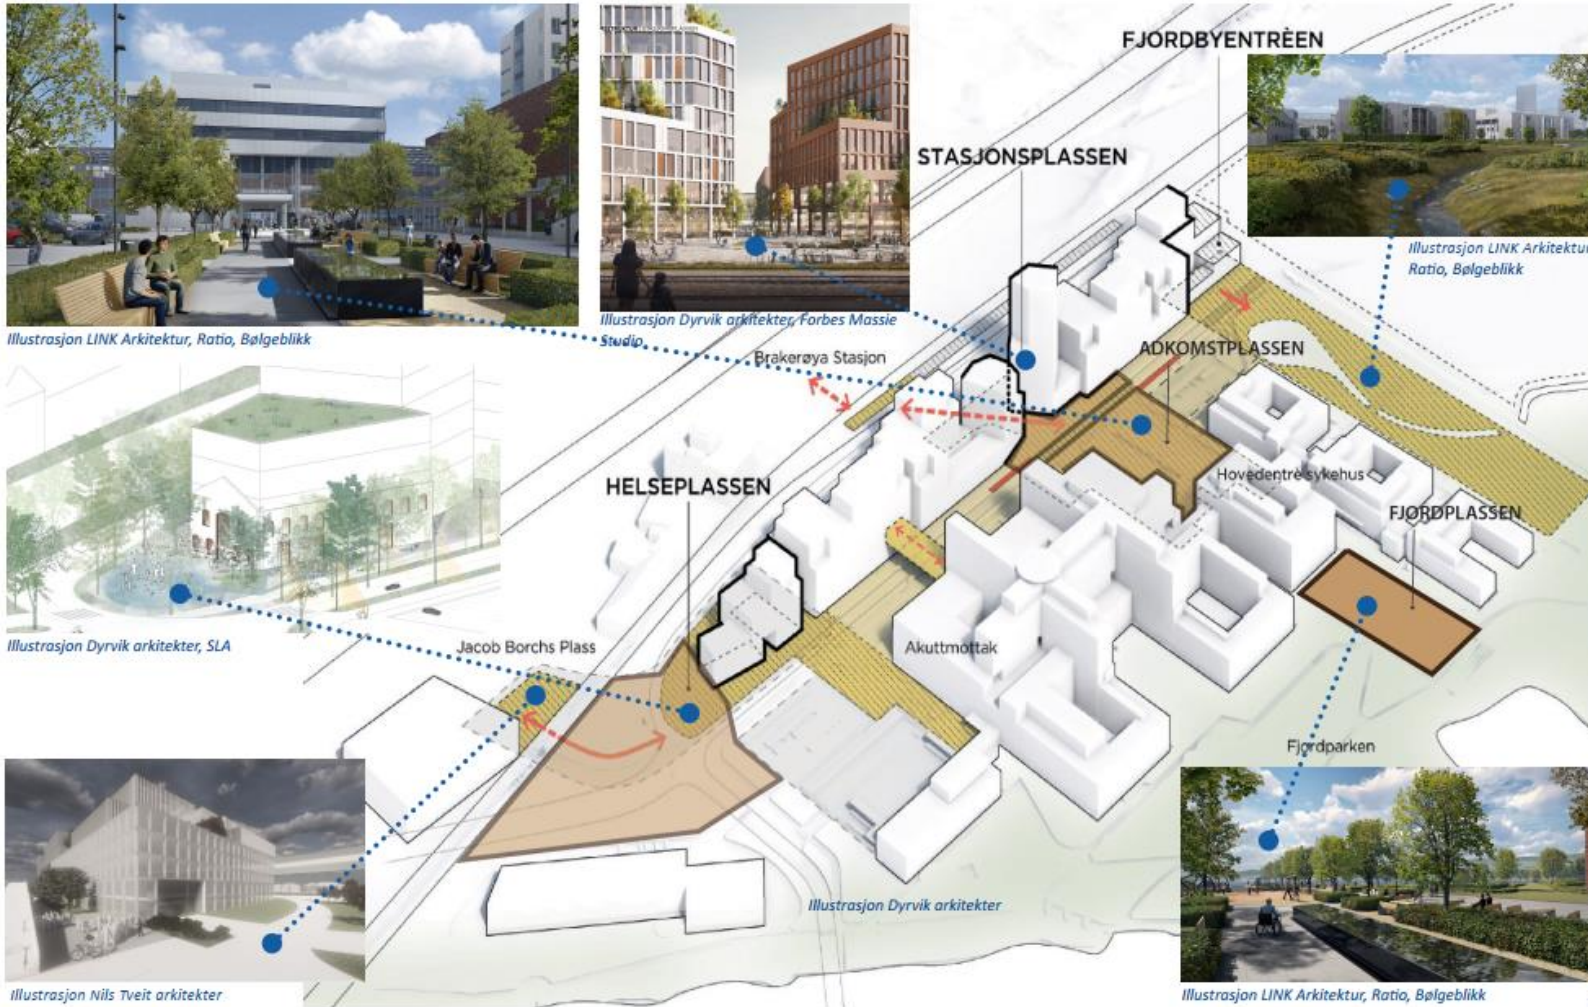 FJORDBYENTRÈEN
STASJONSPLASSEN
Illustrasjon LINK Arkitektur,
Ratio, Bølgeblikk
Illustrasjon LINK Arkitektur, Ratio, Bølgeblikk
Illustrasjon Dyrvik arkitekter, Forbes Massie
Studio
Brakerøya Stasjon
ADKOMSTPLASSEN
Hovedentrè sykehus
HELSEPLASSEN
FJORDPLASSEN
Illustrasjon Dyrvik arkitekter, SLA
Jacob Borchs Plass
Akuttmottak
Fjordparken
Illustrasjon Dyrvik arkitekter
Illustrasjon Nils Tveit arkitekter
Illustrasjon LINK Arkitektur, Ratio, Bølgeblikk